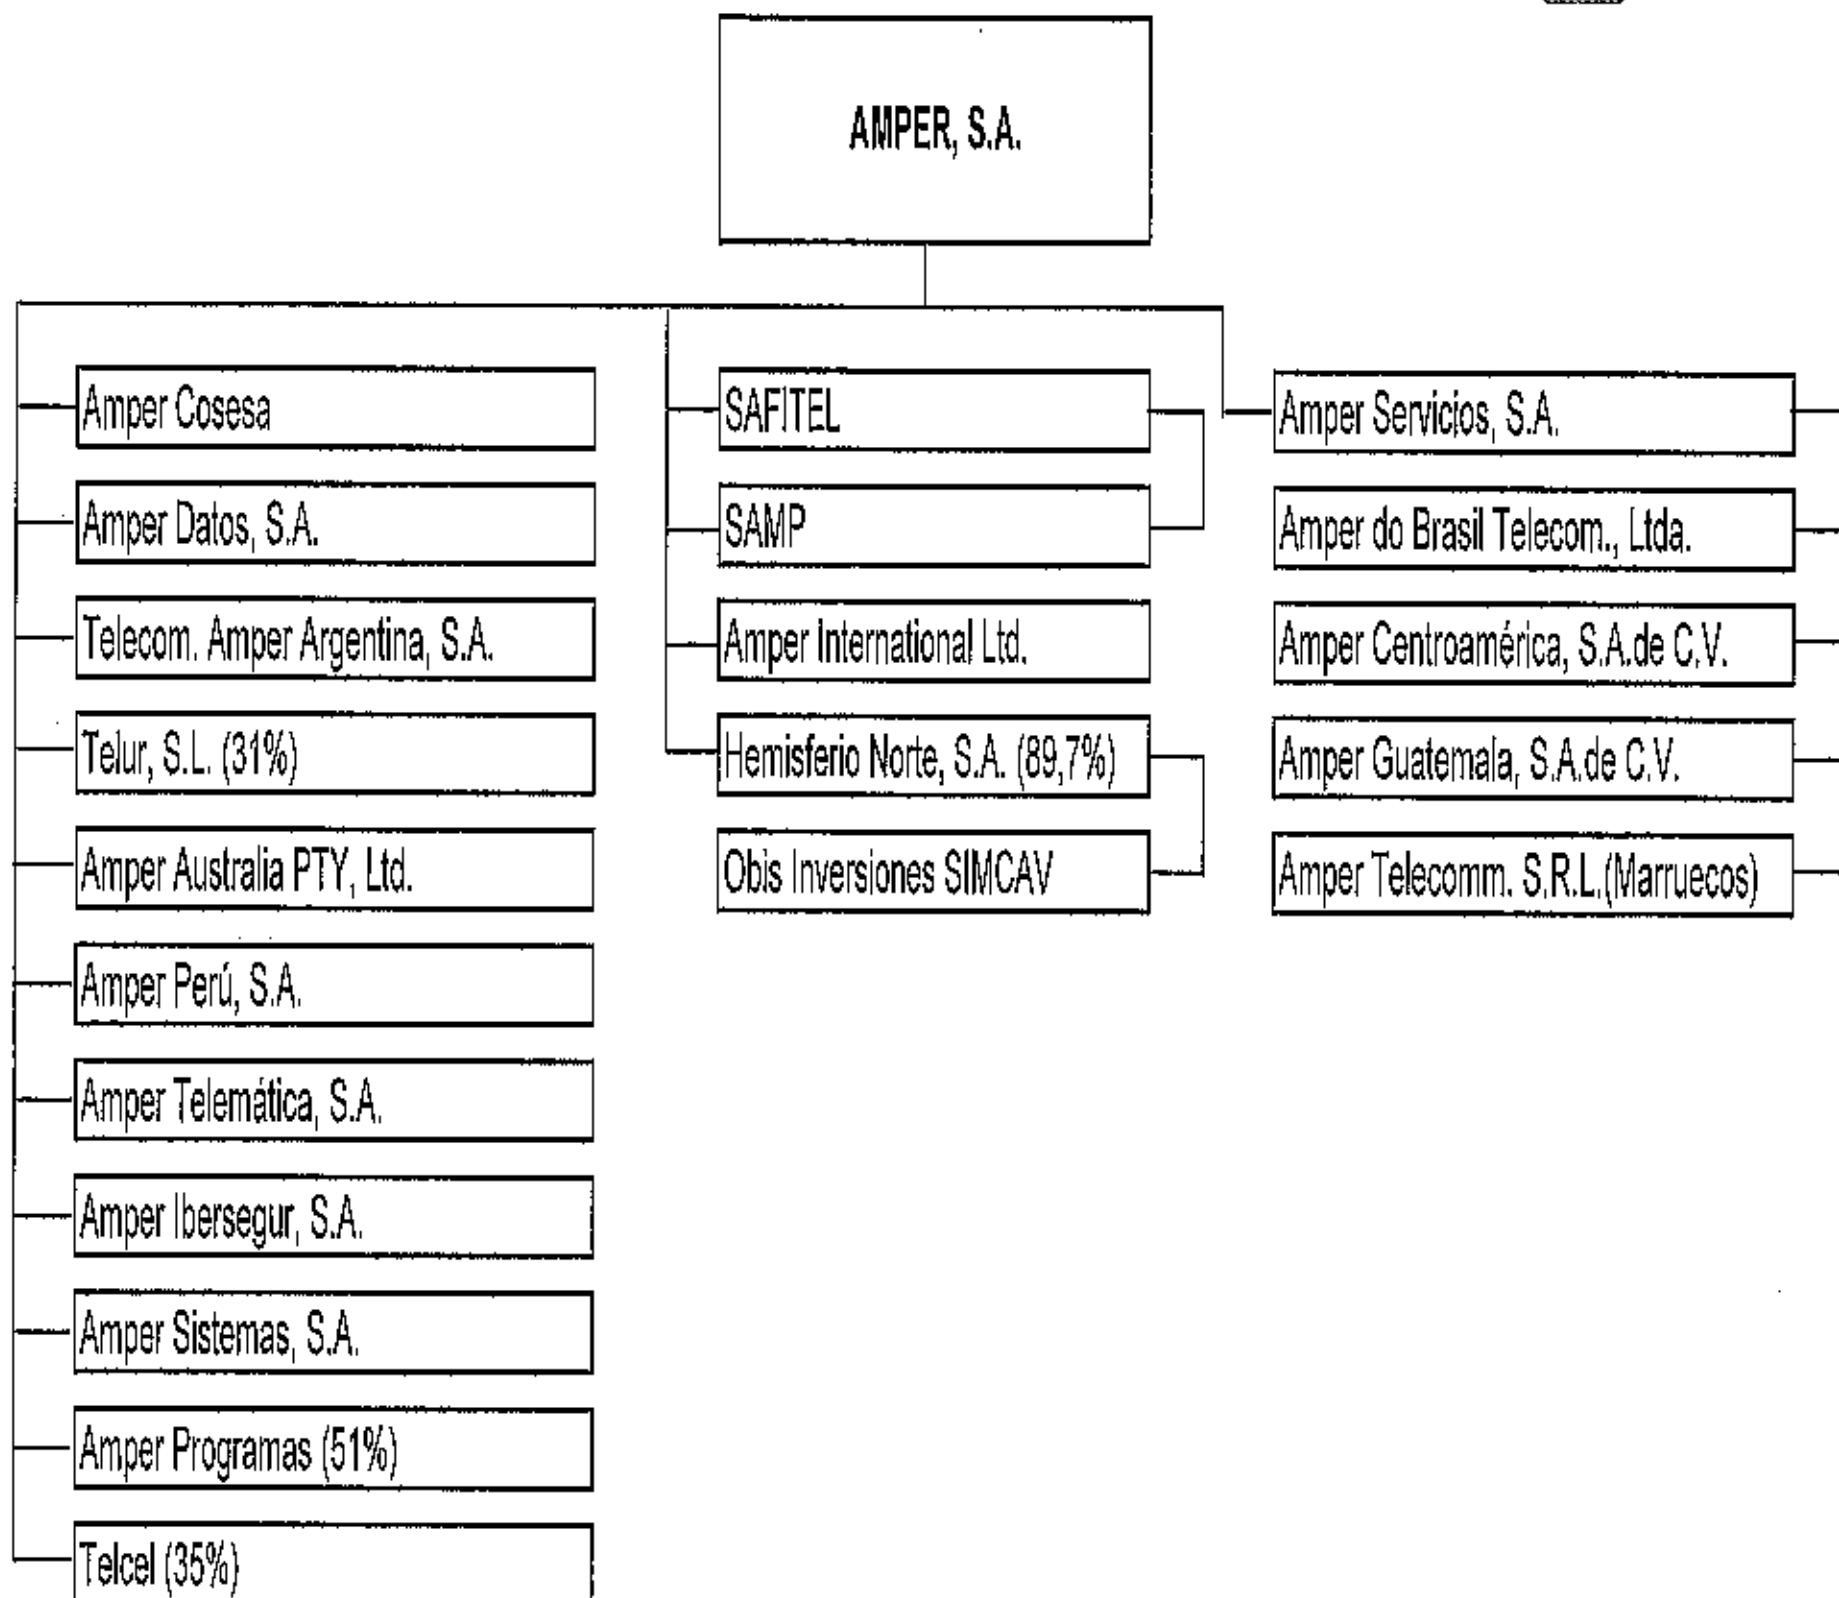 AMPER, S.A.
Amper Cosesa
Amper Datos, S.A.
Telecom. Amper Argentina, S.A.
Telur, S.L. (31%)
Amper Australia PTY, Ltd.
Amper Perú, S.A.
Amper Telemática, S.A.
Amper Ibersegur, S.A.
Amper Sistemas, S.A.
Amper Programas (51%)
Telcel (35%)
SAFITEL
SAMP
Amper International Ltd.
Hemisferio Norte, S.A. (89,7%)
Obis Inversiones SIMCAV
Amper Servicios, S.A.
Amper do Brasil Telecom., Ltda.
Amper Centroamérica, S.A.de C.V.
Amper Guatemala, S.A.de C.V.
Amper Telecomm. S.R.L.(Marruecos)